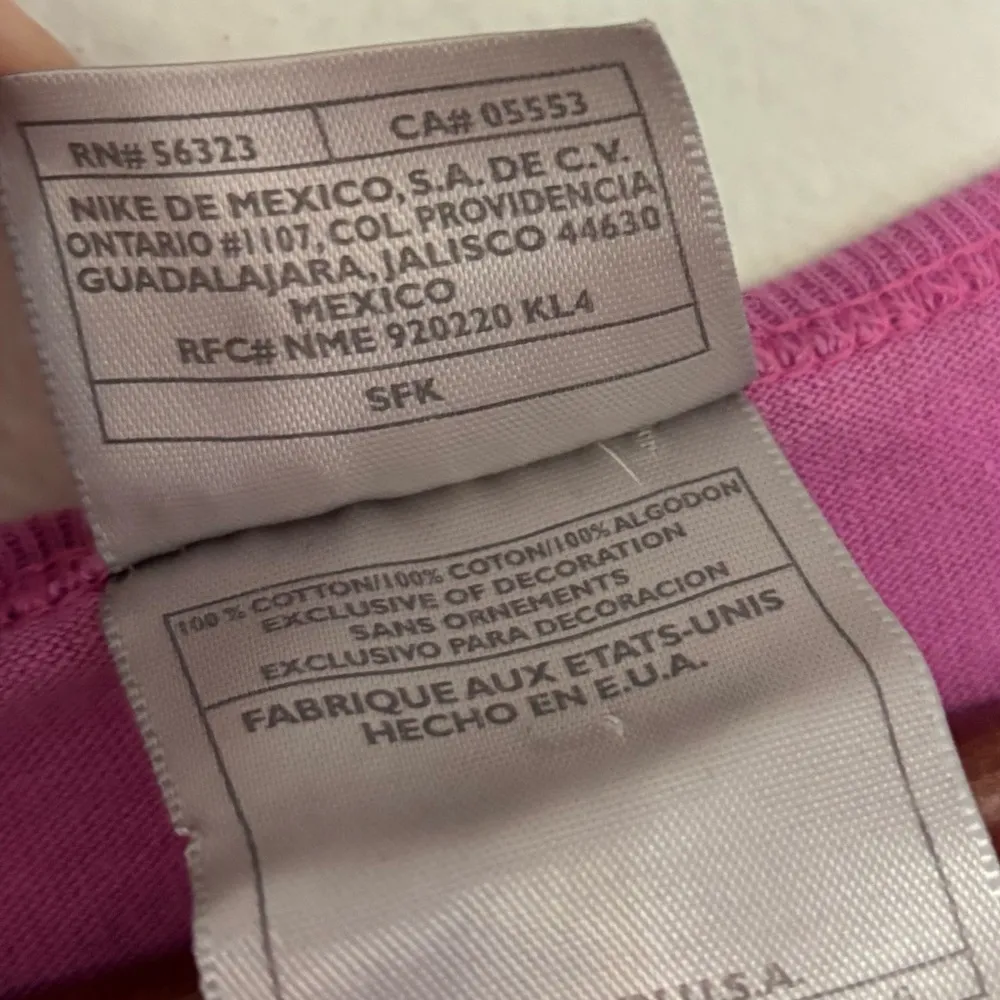 RN# 56323
CA# 05553
NIKE DE MEXICO, S.A. DE C.V.
ONTARIO #1107, COL. PROVIDENCIA
GUADALAJARA, JALISCO 44630
MEXICO
RFC# NME 920220 KL4
SFK
100 % COTTON/100% COTON/100% ALGODON
EXCLUSIVE OF DECORATION
SANS ORNEMENTS
EXCLUSIVO PARA DECORACION
FABRIQUE AUX ETATS-UNIS
HECHO EN E.U.A.
U.S.A.